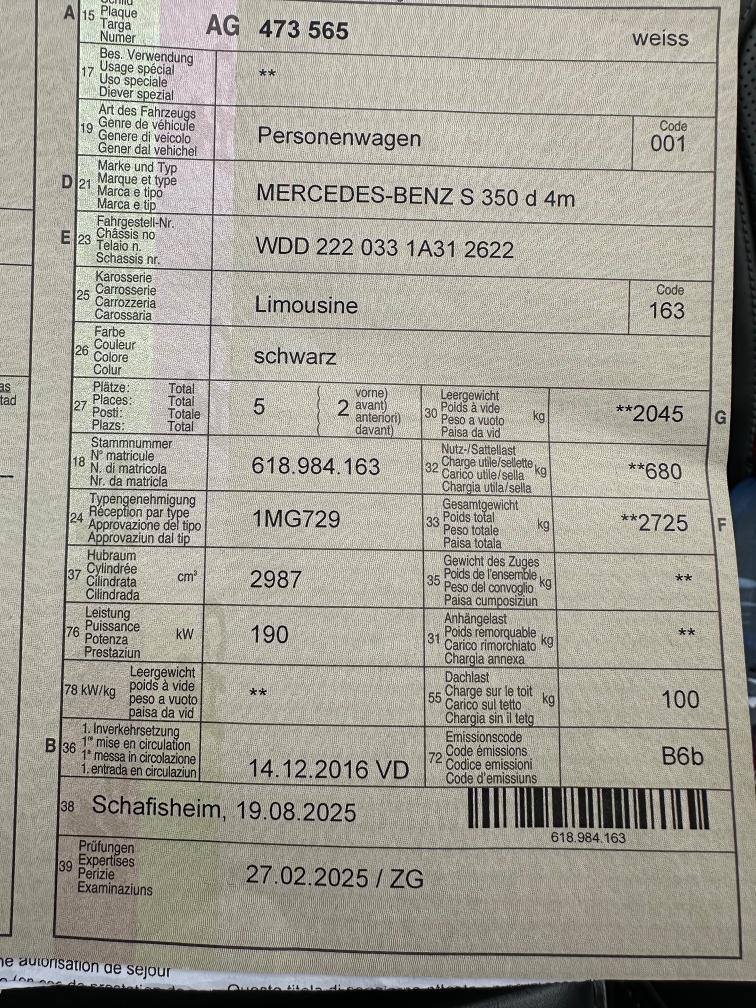 A 15 Plaque
Targa
Numer
AG 473 565 weiss
17 Bes. Verwendung
Usage spécial
Uso speciale
Diever spezial
**
19 Art des Fahrzeugs
Genre de véhicule
Genere di veicolo
Gener dal vehichel
Personenwagen
Code
001
D 21 Marke und Typ
Marque et type
Marca e tipo
Marca e tip
MERCEDES-BENZ S 350 d 4m
E 23 Fahrgestell-Nr.
Châssis no
Telaio n.
Schassis nr.
WDD 222 033 1A31 2622
25 Karosserie
Carrosserie
Carrozzeria
Carossaria
Limousine
Code
163
26 Farbe
Couleur
Colore
Colur
schwarz
27 Plätze: Total
Places: Total
Posti: Totale
Plazs: Total
5 2 vorne)
avant)
anteriori)
davant)
30 Leergewicht
Poids à vide
Peso a vuoto
Paisa da vid
kg
**2045 G
18 Stammnummer
N° matricule
N. di matricola
Nr. da matricla
618.984.163
32 Nutz-/Sattellast
Charge utile/sellette
Carico utile/sella
Chargia utila/sella
kg
**680
24 Typengenehmigung
Réception par type
Approvazione del tipo
Approvaziun dal tip
1MG729
33 Gesamtgewicht
Poids total
Peso totale
Paisa totala
kg
**2725 F
37 Hubraum
Cylindrée
Cilindrata
Cilindrada
cm³
2987
35 Gewicht des Zuges
Poids de l'ensemble
Peso del convoglio
Paisa cumposiziun
kg
**
76 Leistung
Puissance
Potenza
Prestaziun
kW
190
31 Anhängelast
Poids remorquable
Carico rimorchiato
Chargia annexa
kg
**
78 kW/kg Leergewicht
poids à vide
peso a vuoto
paisa da vid
**
55 Dachlast
Charge sur le toit
Carico sul tetto
Chargia sin il tetg
kg
100
B 36 1. Inverkehrsetzung
1re mise en circulation
1a messa in circolazione
1. entrada en circulaziun
14.12.2016 VD
72 Emissionscode
Code émissions
Codice emissioni
Code d'emissiuns
B6b
38 Schafisheim, 19.08.2025
618.984.163
39 Prüfungen
Expertises
Perizie
Examinaziuns
27.02.2025 / ZG
autorisation de séjour